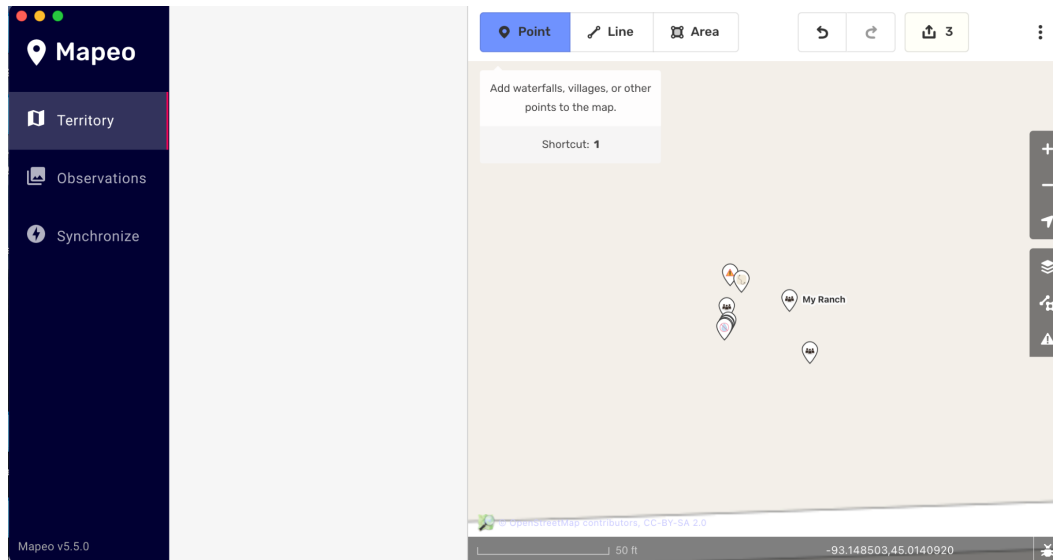 Mapeo
Territory
Observations
Synchronize
Mapeo v5.5.0
Point
Line
Area
3
Add waterfalls, villages, or other
points to the map.
Shortcut: 1
My Ranch
© OpenStreetMap contributors, CC-BY-SA 2.0
50 ft
-93.148503,45.0140920